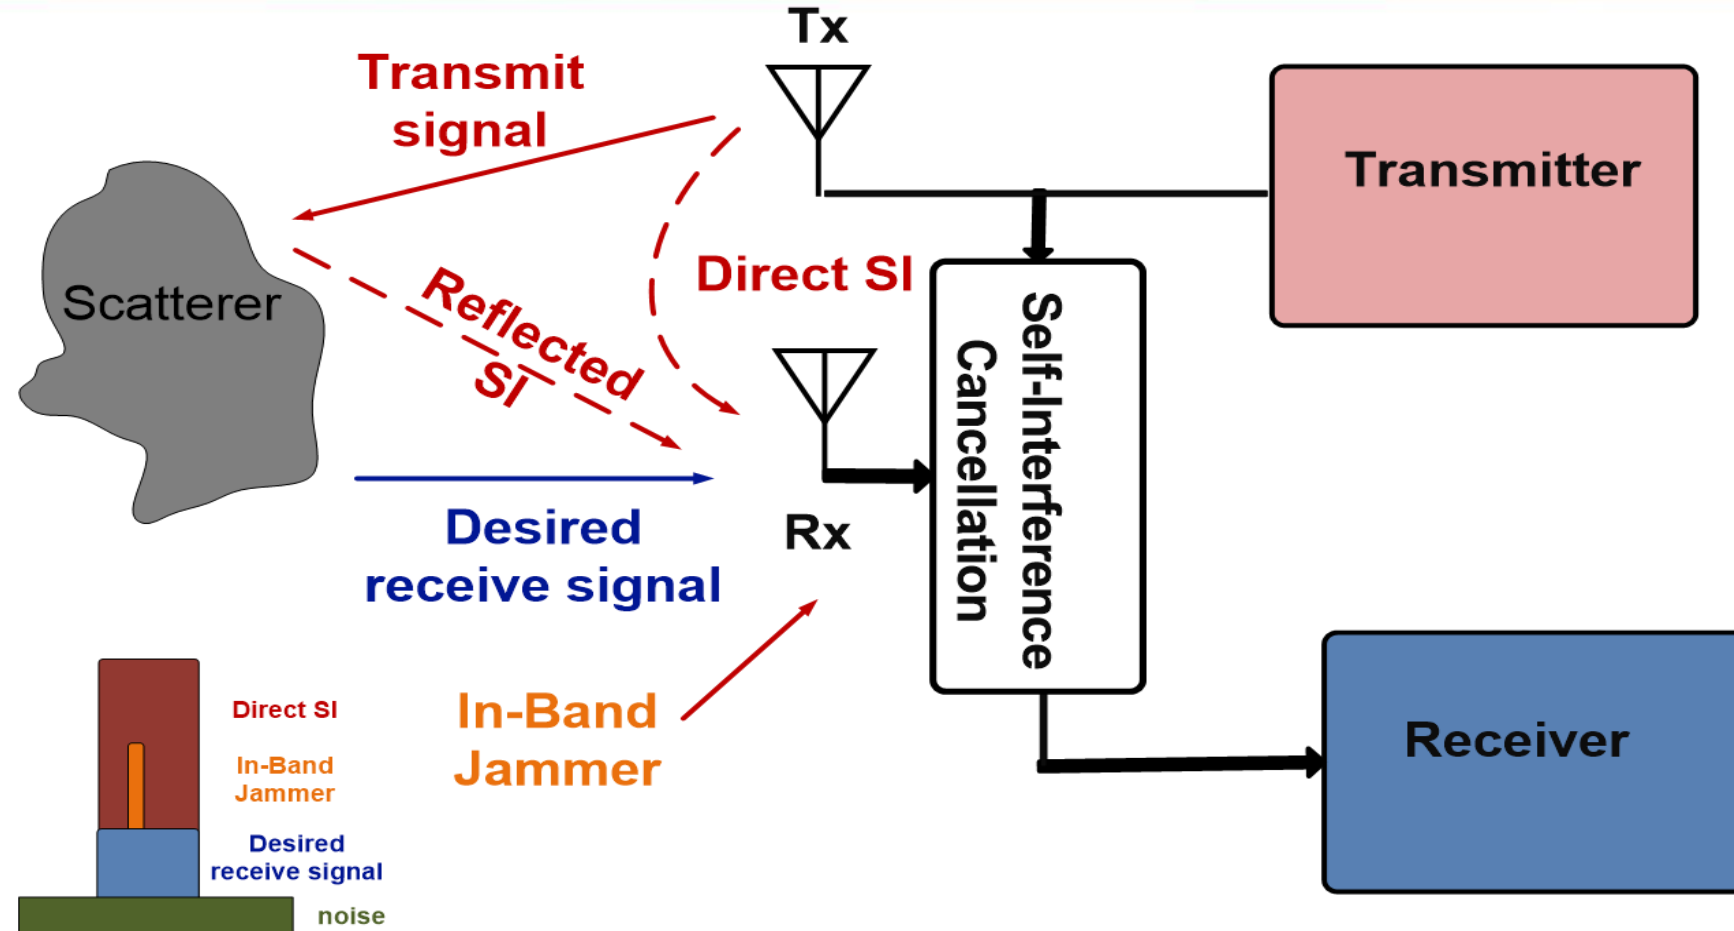 Tx
Transmit
signal
Transmitter
Direct SI
Scatterer
Reflected
SI
Self-Interference
Cancellation
Rx
Desired
receive signal
In-Band
Jammer
Receiver
Direct SI
In-Band
Jammer
Desired
receive signal
noise